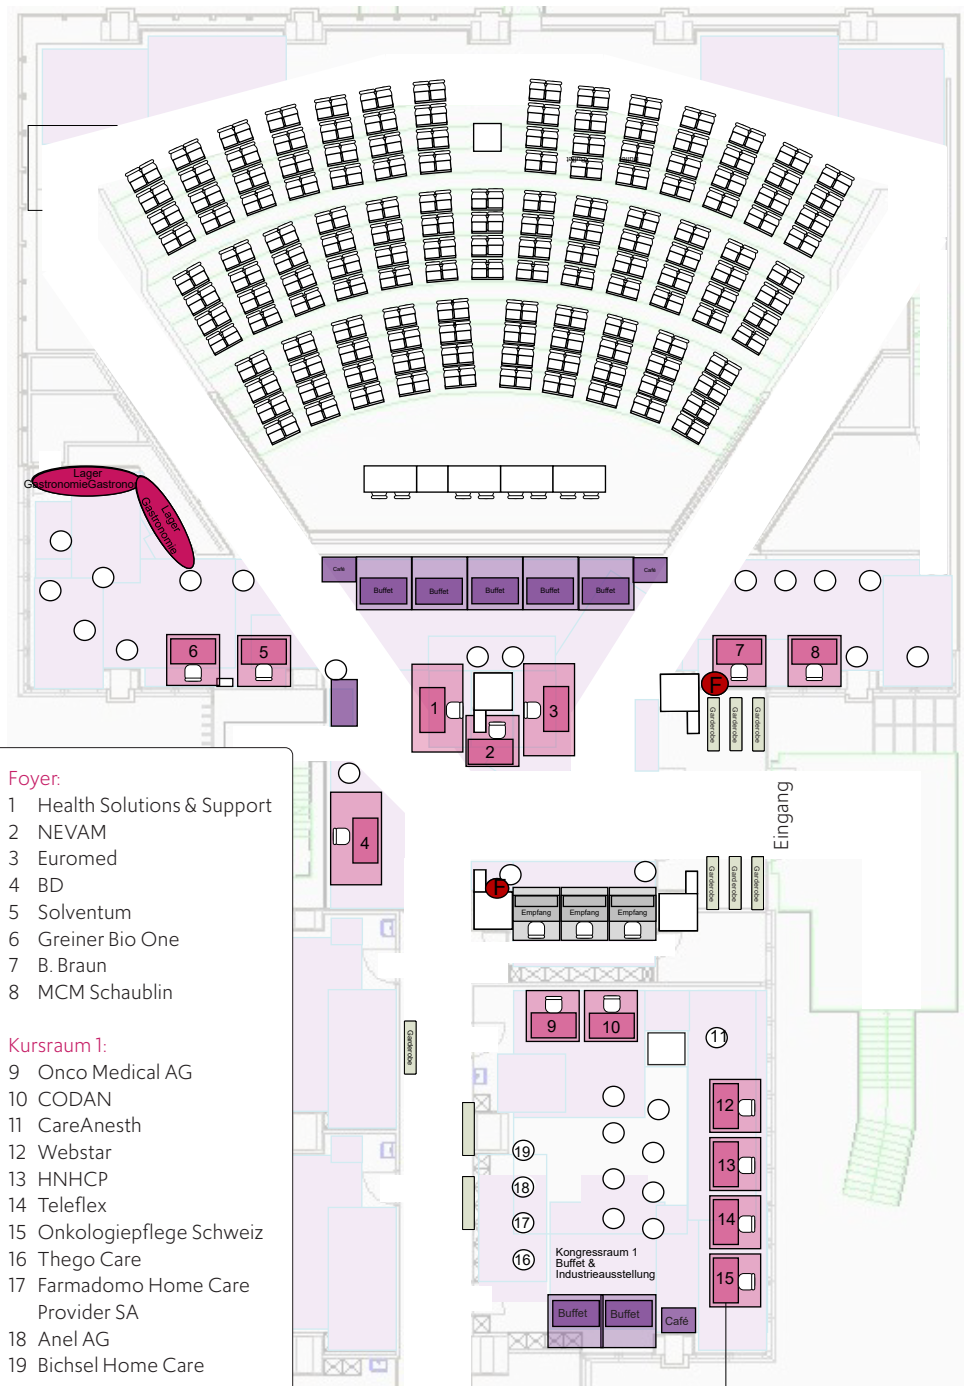 Lager
GastronomieGastrono
Lager
Gastronomie
Café
Buffet
Buffet
Buffet
Buffet
Buffet
Café
6
5
7
8
F
1
3
2
Garderobe
Garderobe
Garderobe
Eingang
4
Garderobe
Garderobe
Garderobe
F
Empfang
Empfang
Empfang
Foyer:
1 Health Solutions & Support
2 NEVAM
3 Euromed
4 BD
5 Solventum
6 Greiner Bio One
7 B. Braun
8 MCM Schaublin
Kursraum 1:
9 Onco Medical AG
10 CODAN
11 CareAnesth
12 Webstar
13 HNHCP
14 Teleflex
15 Onkologiepflege Schweiz
16 Thego Care
17 Farmadomo Home Care
Provider SA
18 Anel AG
19 Bichsel Home Care
Garderobe
9
10
11
12
13
14
15
19
18
17
16
Kongressraum 1
Buffet &
Industrieausstellung
Buffet
Buffet
Café